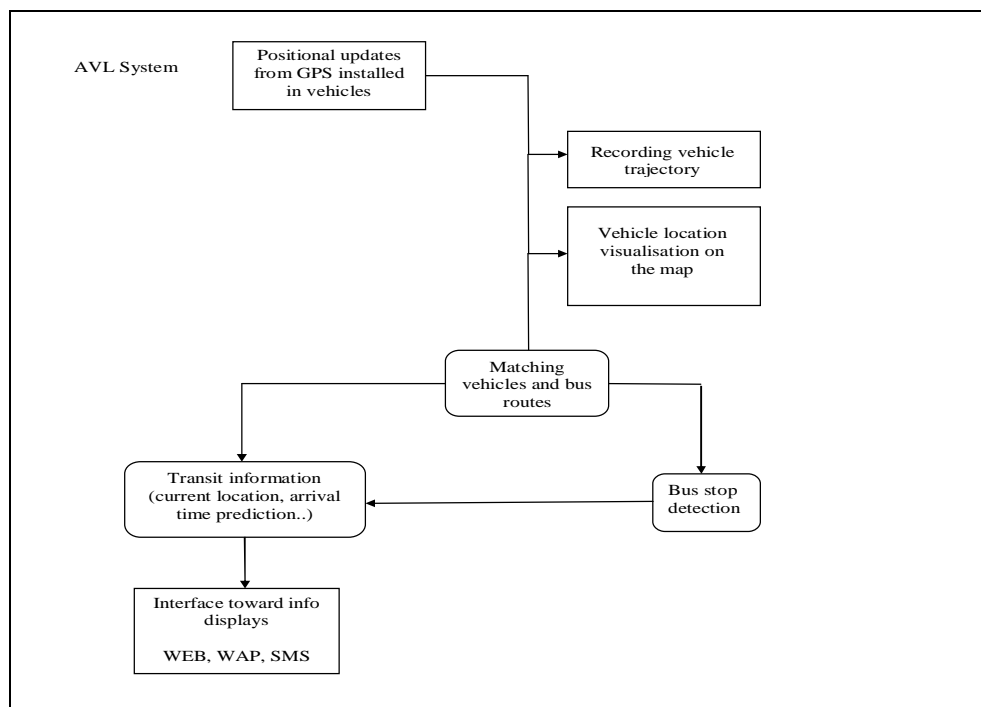 AVL System
Positional updates
from GPS installed
in vehicles
Recording vehicle
trajectory
Vehicle location
visualisation on
the map
Matching
vehicles and bus
routes
Transit information
(current location, arrival
time prediction..)
Bus stop
detection
Interface toward info
displays
WEB, WAP, SMS